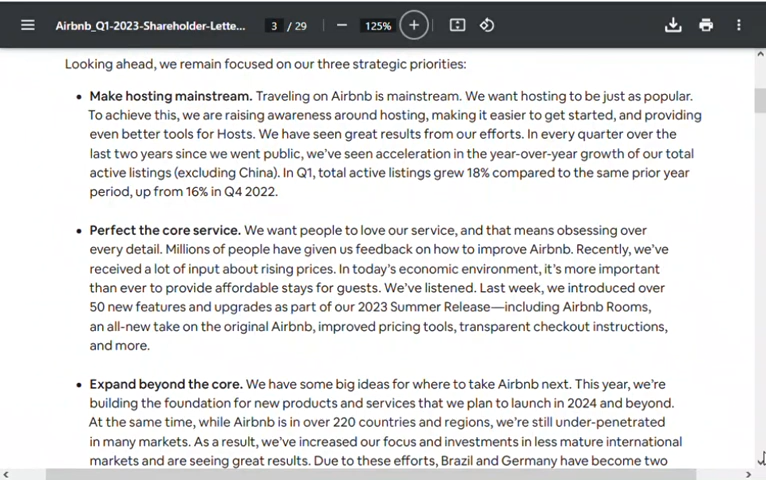 Airbnb_Q1-2023-Shareholder-Lette... 3 / 29 125%
Looking ahead, we remain focused on our three strategic priorities:
• Make hosting mainstream. Traveling on Airbnb is mainstream. We want hosting to be just as popular.
To achieve this, we are raising awareness around hosting, making it easier to get started, and providing
even better tools for Hosts. We have seen great results from our efforts. In every quarter over the
last two years since we went public, we've seen acceleration in the year-over-year growth of our total
active listings (excluding China). In Q1, total active listings grew 18% compared to the same prior year
period, up from 16% in Q4 2022.
• Perfect the core service. We want people to love our service, and that means obsessing over
every detail. Millions of people have given us feedback on how to improve Airbnb. Recently, we've
received a lot of input about rising prices. In today's economic environment, it's more important
than ever to provide affordable stays for guests. We've listened. Last week, we introduced over
50 new features and upgrades as part of our 2023 Summer Release—including Airbnb Rooms,
an all-new take on the original Airbnb, improved pricing tools, transparent checkout instructions,
and more.
• Expand beyond the core. We have some big ideas for where to take Airbnb next. This year, we're
building the foundation for new products and services that we plan to launch in 2024 and beyond.
At the same time, while Airbnb is in over 220 countries and regions, we're still under-penetrated
in many markets. As a result, we've increased our focus and investments in less mature international
markets and are seeing great results. Due to these efforts, Brazil and Germany have become two